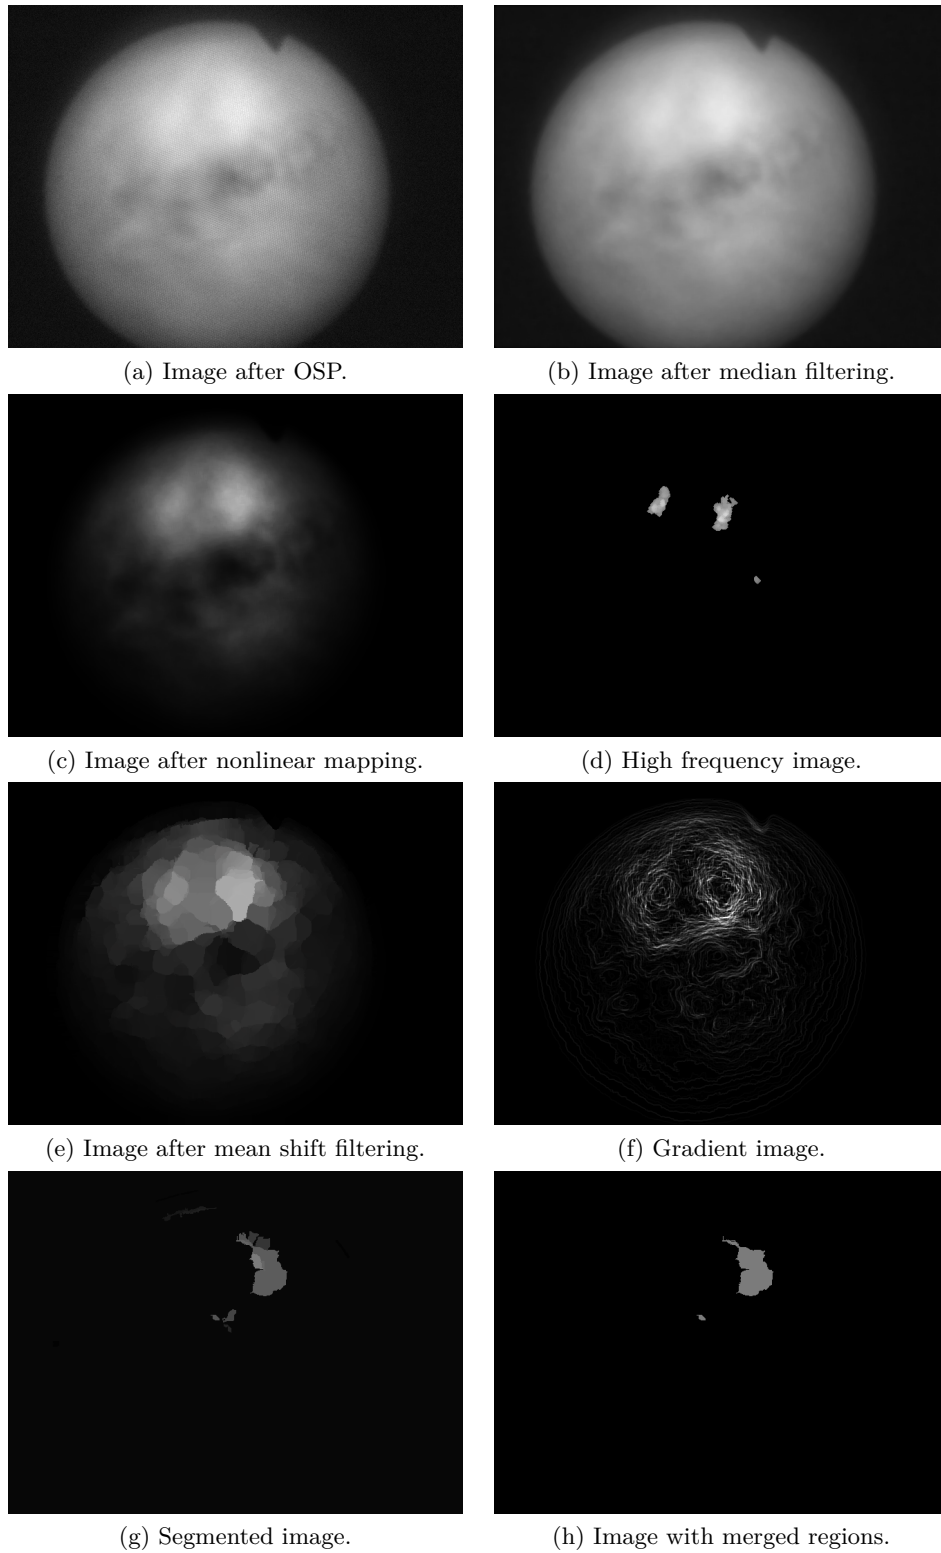 (a) Image after OSP.
(b) Image after median filtering.
(c) Image after nonlinear mapping.
(d) High frequency image.
(e) Image after mean shift filtering.
(f) Gradient image.
(g) Segmented image.
(h) Image with merged regions.